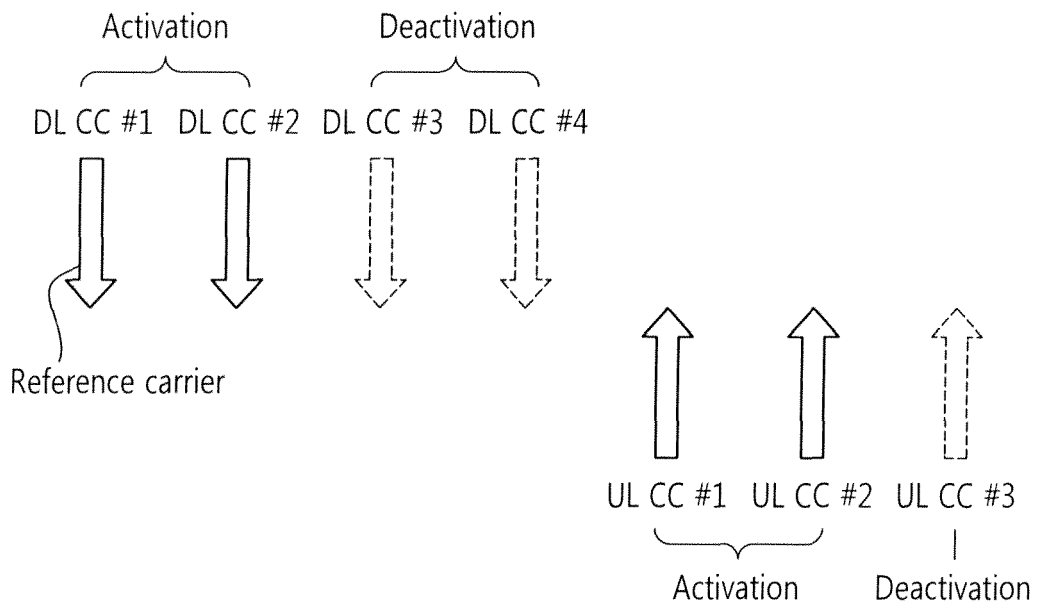 Activation Deactivation
DL CC #1 DL CC #2 DL CC #3 DL CC #4
Reference carrier
UL CC #1 UL CC #2 UL CC #3
Activation Deactivation